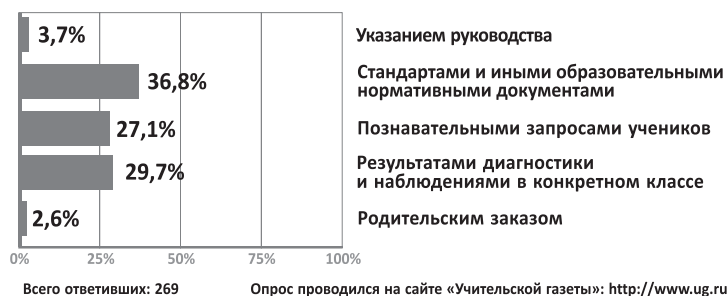 3,7% Указанием руководства
36,8% Стандартами и иными образовательными
нормативными документами
27,1% Познавательными запросами учеников
29,7% Результатами диагностики
и наблюдениями в конкретном классе
2,6% Родительским заказом
0% 25% 50% 75% 100%
Всего ответивших: 269 Опрос проводился на сайте «Учительской газеты»: http://www.ug.ru